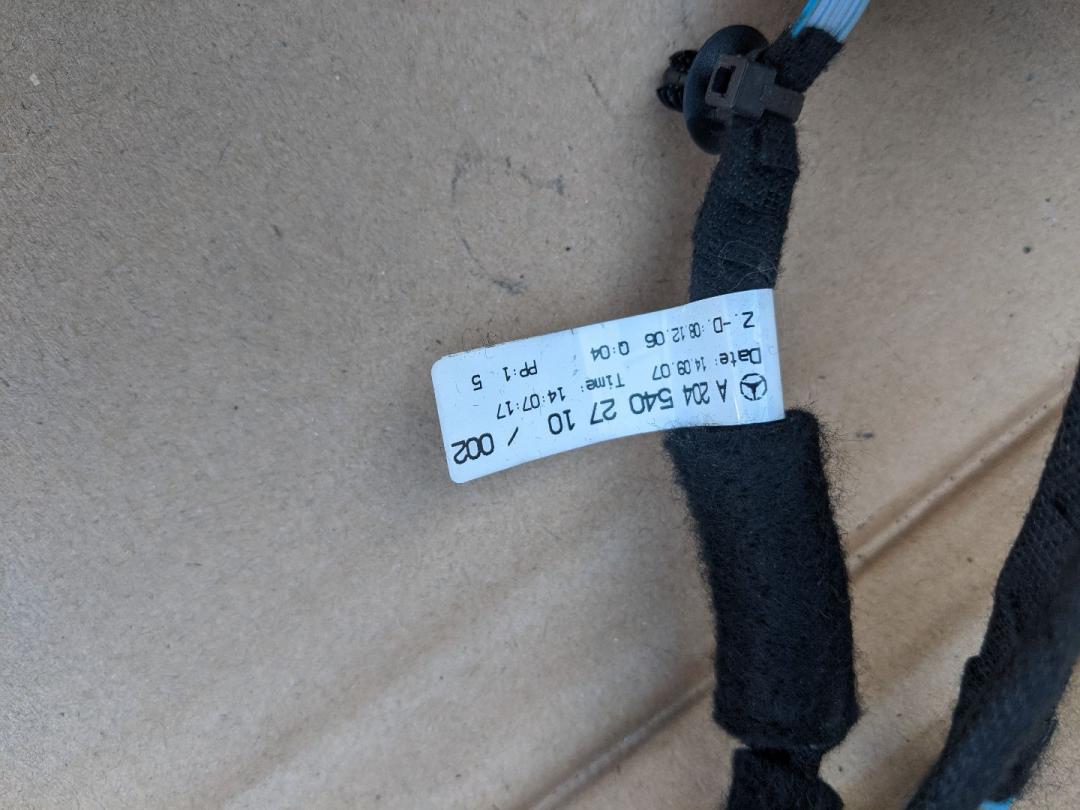 A 204 540 27 10 / 002
Date: 14.09.07 Time: 14:07:17
Z.-D.: 08.12.06 Q:04 PP:1 5